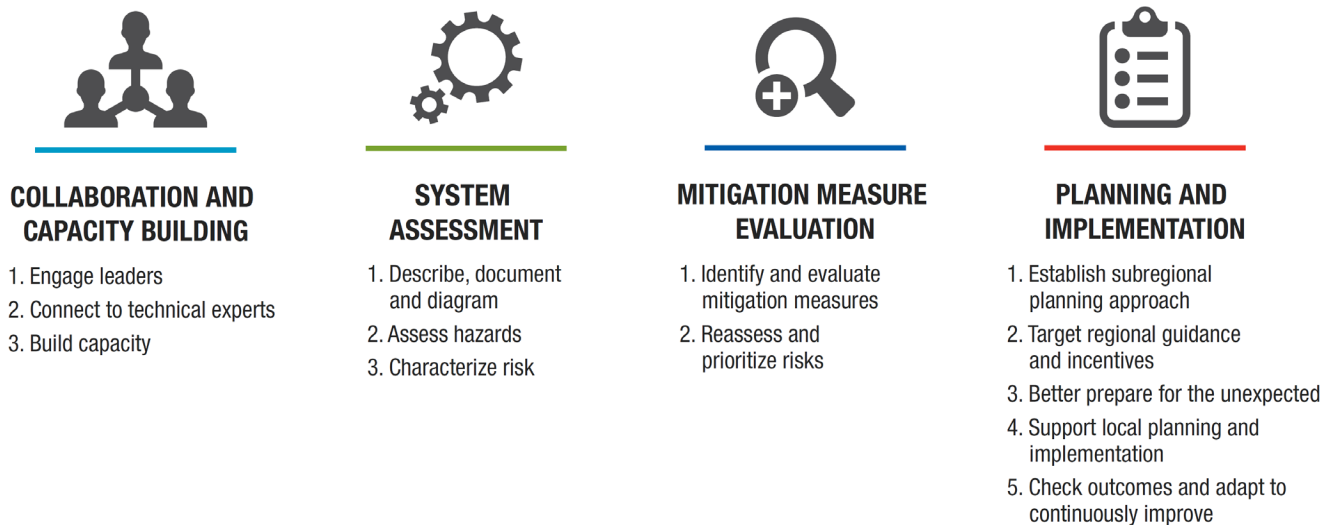 COLLABORATION AND
CAPACITY BUILDING
1. Engage leaders
2. Connect to technical experts
3. Build capacity
SYSTEM
ASSESSMENT
1. Describe, document
and diagram
2. Assess hazards
3. Characterize risk
MITIGATION MEASURE
EVALUATION
1. Identify and evaluate
mitigation measures
2. Reassess and
prioritize risks
PLANNING AND
IMPLEMENTATION
1. Establish subregional
planning approach
2. Target regional guidance
and incentives
3. Better prepare for the unexpected
4. Support local planning and
implementation
5. Check outcomes and adapt to
continuously improve